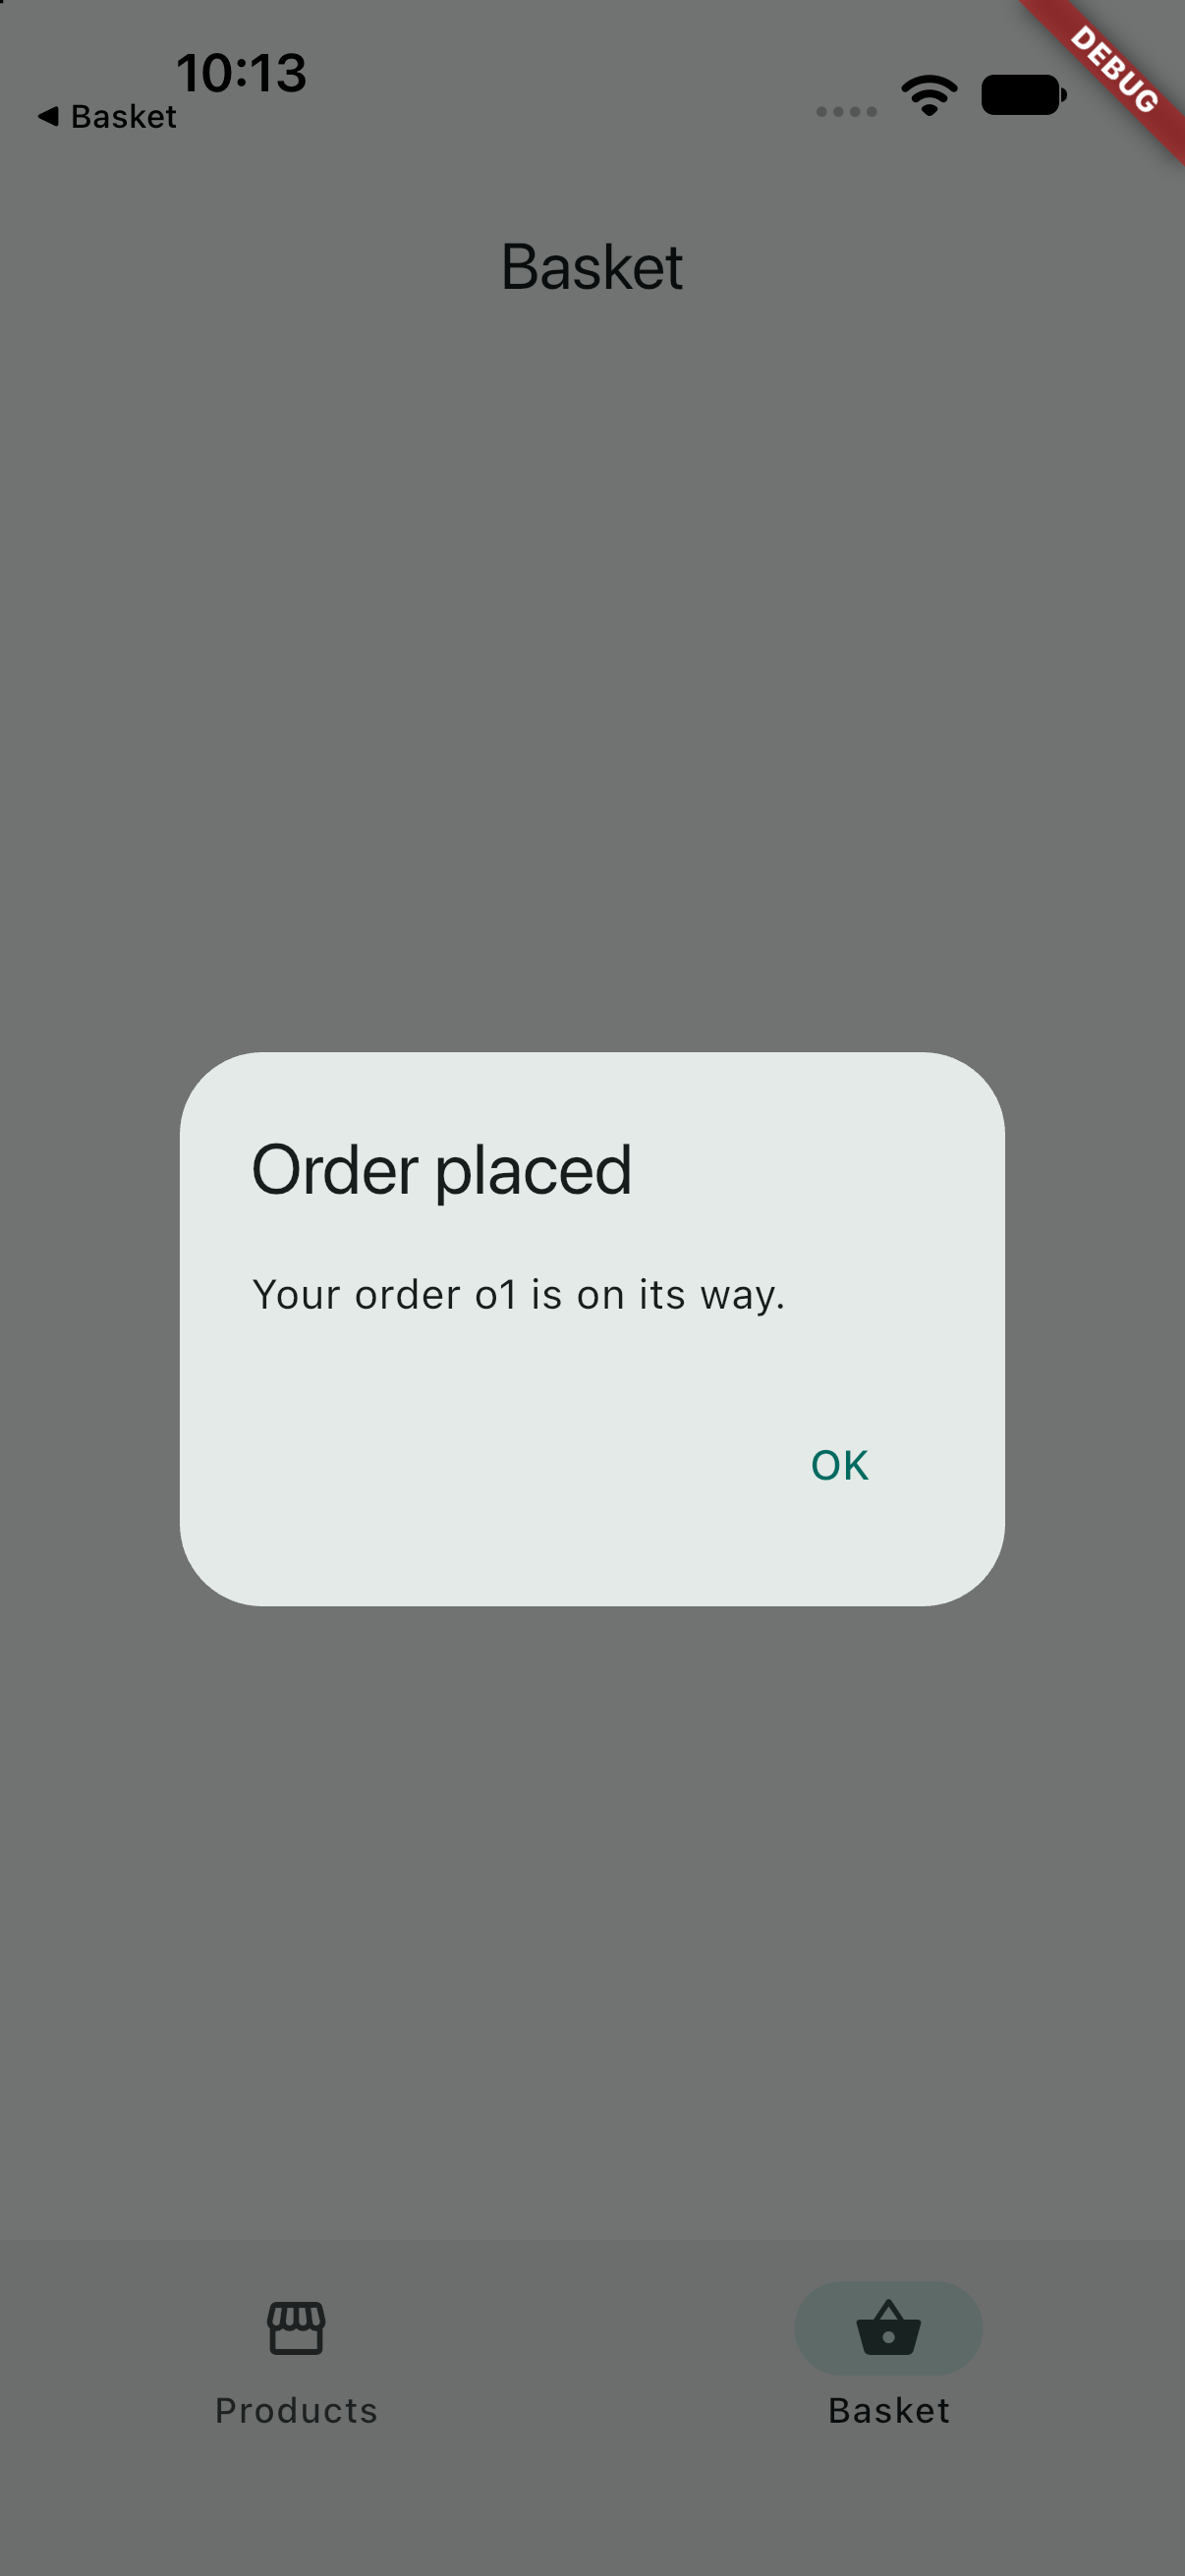 10:13
DEBUG
◀ Basket
Basket
Order placed
Your order o1 is on its way.
OK
Products
Basket